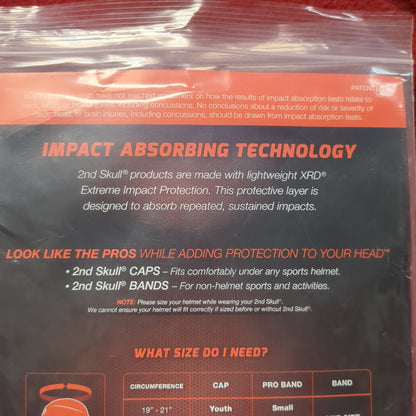 PATENT
have not reached agreement on how the results of impact absorption tests relate to
neck, head, or brain injuries, including concussions. No conclusions about a reduction of risk or severity of
neck, head, or brain injuries, including concussions, should be drawn from impact absorption tests.
IMPACT ABSORBING TECHNOLOGY
2nd Skull® products are made with lightweight XRD®
Extreme Impact Protection. This protective layer is
designed to absorb repeated, sustained impacts.
LOOK LIKE THE PROS WHILE ADDING PROTECTION TO YOUR HEAD™
• 2nd Skull® CAPS – Fits comfortably under any sports helmet.
• 2nd Skull® BANDS – For non-helmet sports and activities.
NOTE: Please size your helmet while wearing your 2nd Skull®.
We cannot ensure your helmet will fit correctly if sized before or without 2nd Skull®.
WHAT SIZE DO I NEED?
CIRCUMFERENCE CAP PRO BAND BAND
19" - 21" Youth Small